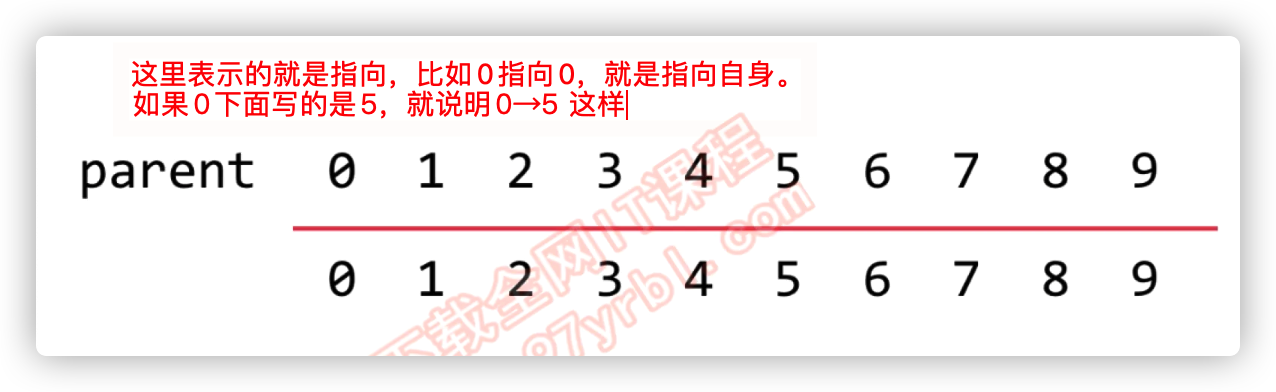 这里表示的就是指向，比如0指向0，就是指向自身。
如果0下面写的是5，就说明0→5 这样
parent 0 1 2 3 4 5 6 7 8 9
0 1 2 3 4 5 6 7 8 9
下载全网IT课程
97yrbl.com